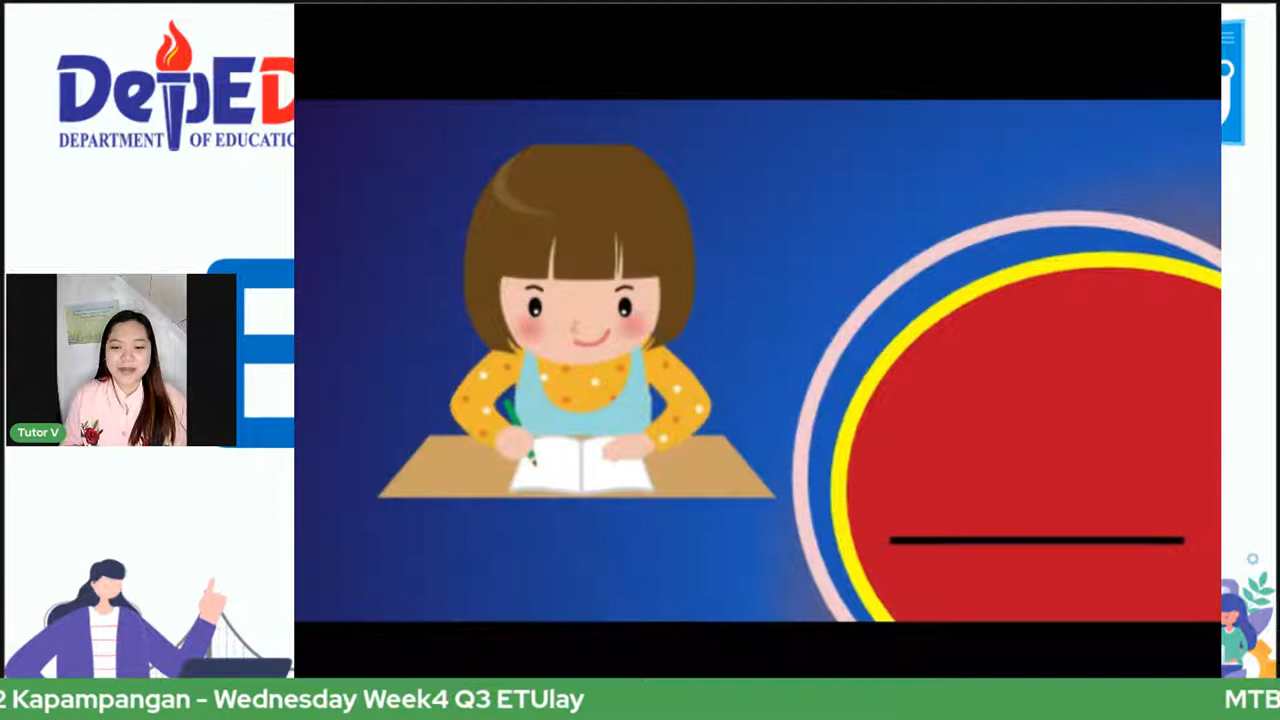 DepED
DEPARTMENT OF EDUCATIO
Tutor V
2 Kapampangan - Wednesday Week4 Q3 ETUlay
MTB